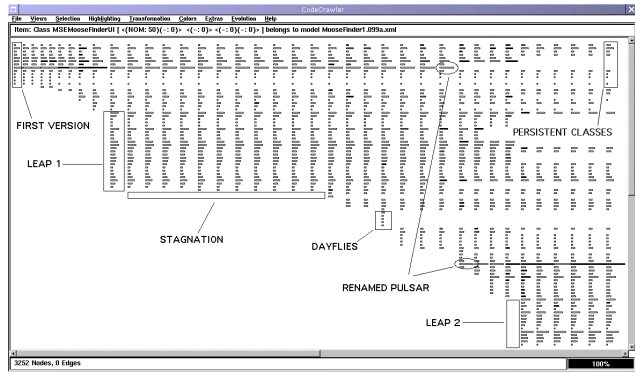 CodeCrawler
File Views Selection Highlighting Transformation Colors Extras Evolution Help
Item: Class MSEMooseFinderUI [ <(NOM: 50)(-: 0)> <(-: 0)> <(-: 0)(-: 0)> ] belongs to model MooseFinder1.099a.xml
FIRST VERSION
PERSISTENT CLASSES
LEAP 1
STAGNATION
DAYFLIES
RENAMED PULSAR
LEAP 2
3252 Nodes, 0 Edges
100%